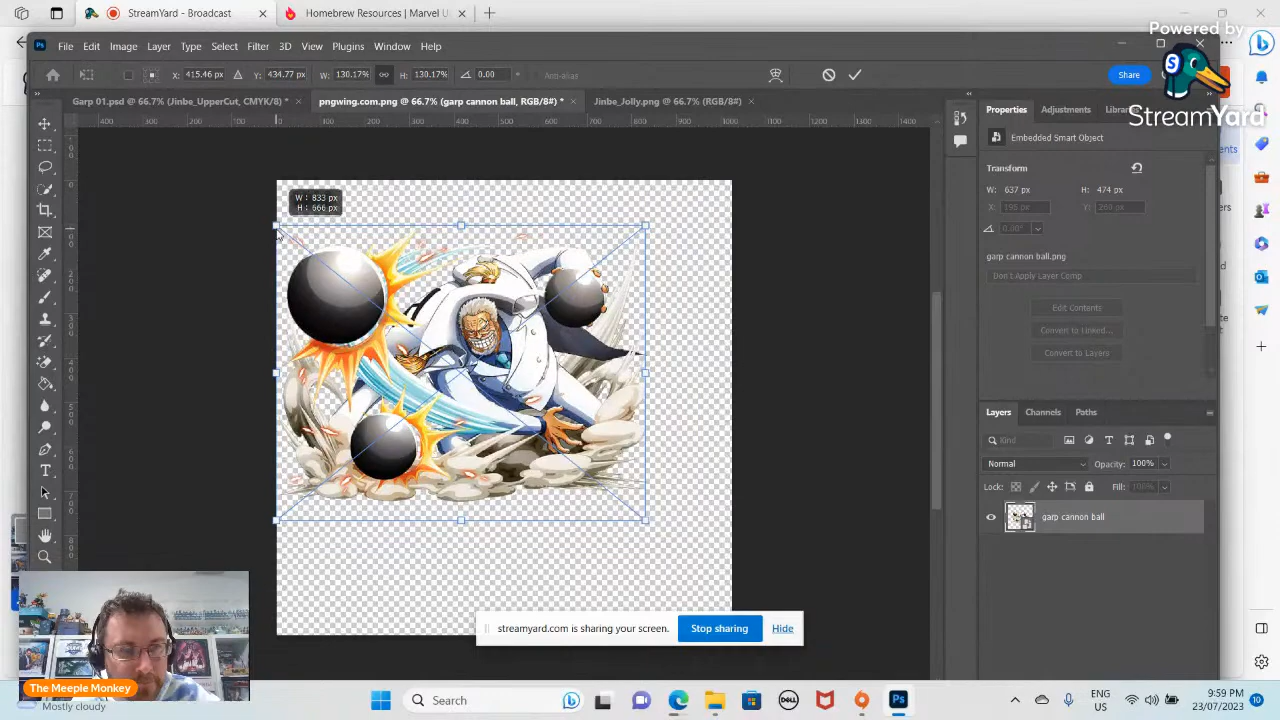 StreamYard - Broadcast
Homebrew Resources | Marvel U
Powered by
StreamYard
Ps File Edit Image Layer Type Select Filter 3D View Plugins Window Help
X: 415.46 px Y: 434.77 px W: 130.17% H: 130.17% 0.00 ° Anti-alias Share
Garp 01.psd @ 66.7% (Jinbe_UpperCut, CMYK/8) * pngwing.com.png @ 66.7% (garp cannon ball, RGB/8#) * Jinbe_Jolly.png @ 66.7% (RGB/8#)
Properties Adjustments Librar
400 300 200 100 0 100 200 300 400 500 600 700 800 900 1000 1100 1200 1300 1400
Embedded Smart Object
Transform
W: 637 px H: 474 px
X: 195 px Y: 269 px
0.00°
garp cannon ball.png
Don't Apply Layer Comp
Edit Contents
Convert to Linked...
Convert to Layers
W: 833 px
H: 666 px
Layers Channels Paths
Kind
Normal Opacity: 100%
Lock: Fill: 100%
garp cannon ball
streamyard.com is sharing your screen. Stop sharing Hide
The Meeple Monkey
Mostly cloudy
Search
DELL
Ps
ENG
US
9:59 PM
23/07/2023